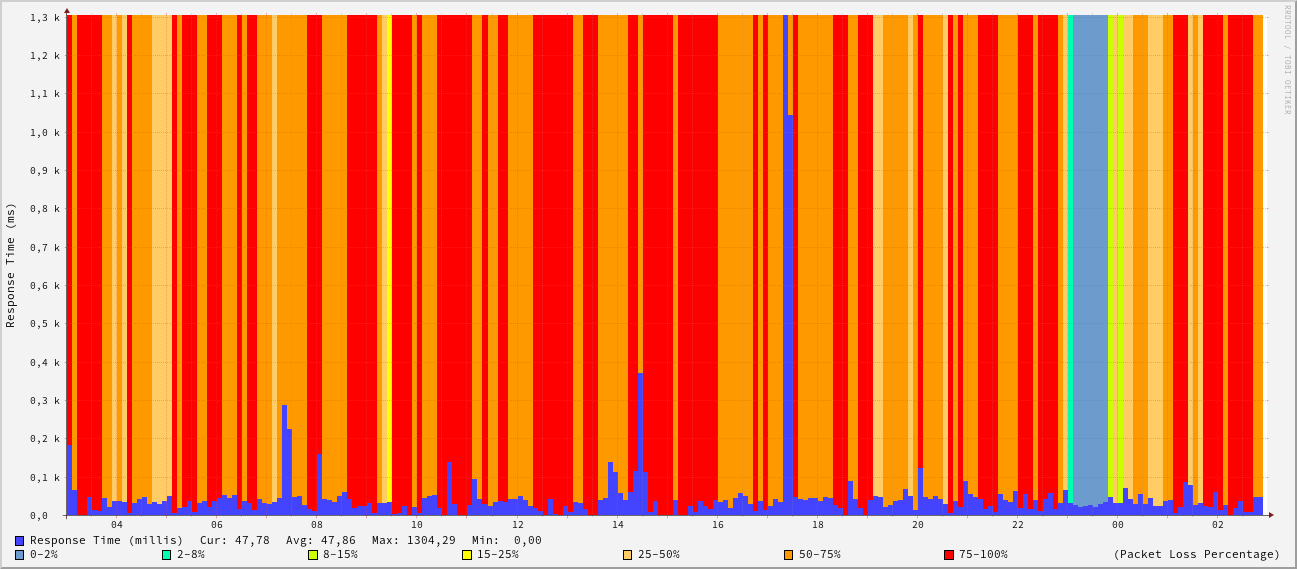 1,3 k
1,2 k
1,1 k
1,0 k
0,9 k
0,8 k
0,7 k
0,6 k
0,5 k
0,4 k
0,3 k
0,2 k
0,1 k
0,0
Response Time (ms)
RRDTOOL / TOBI OETIKER
04 06 08 10 12 14 16 18 20 22 00 02
Response Time (millis) Cur: 47,78 Avg: 47,86 Max: 1304,29 Min: 0,00
0-2% 2-8% 8-15% 15-25% 25-50% 50-75% 75-100% (Packet Loss Percentage)